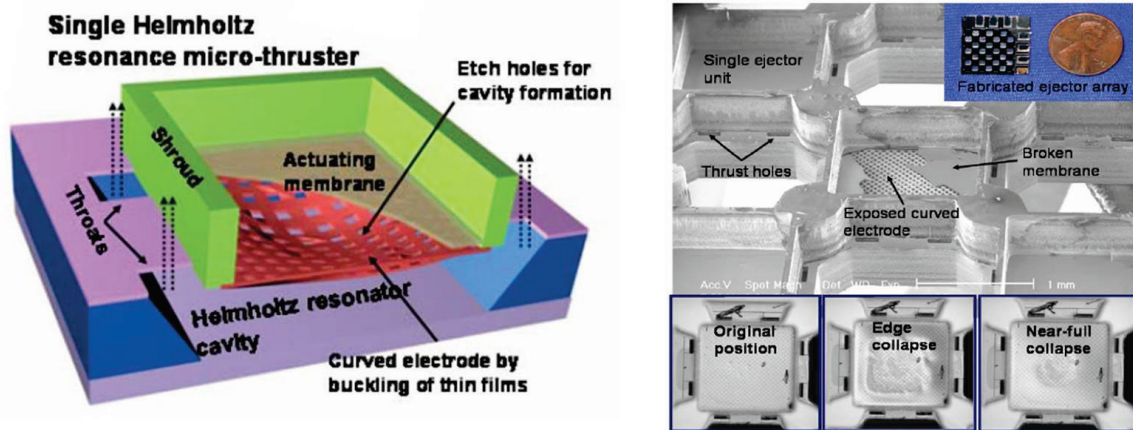 Single Helmholtz
resonance micro-thruster
Etch holes for
cavity formation
Shroud
Actuating
membrane
Throats
Helmholtz resonator
cavity
Curved electrode by
buckling of thin films
Single ejector
unit
Fabricated ejector array
Thrust holes
Broken
membrane
Exposed curved
electrode
Acc.V Spot Magn Det WD Exp
1 mm
Original
position
Edge
collapse
Near-full
collapse